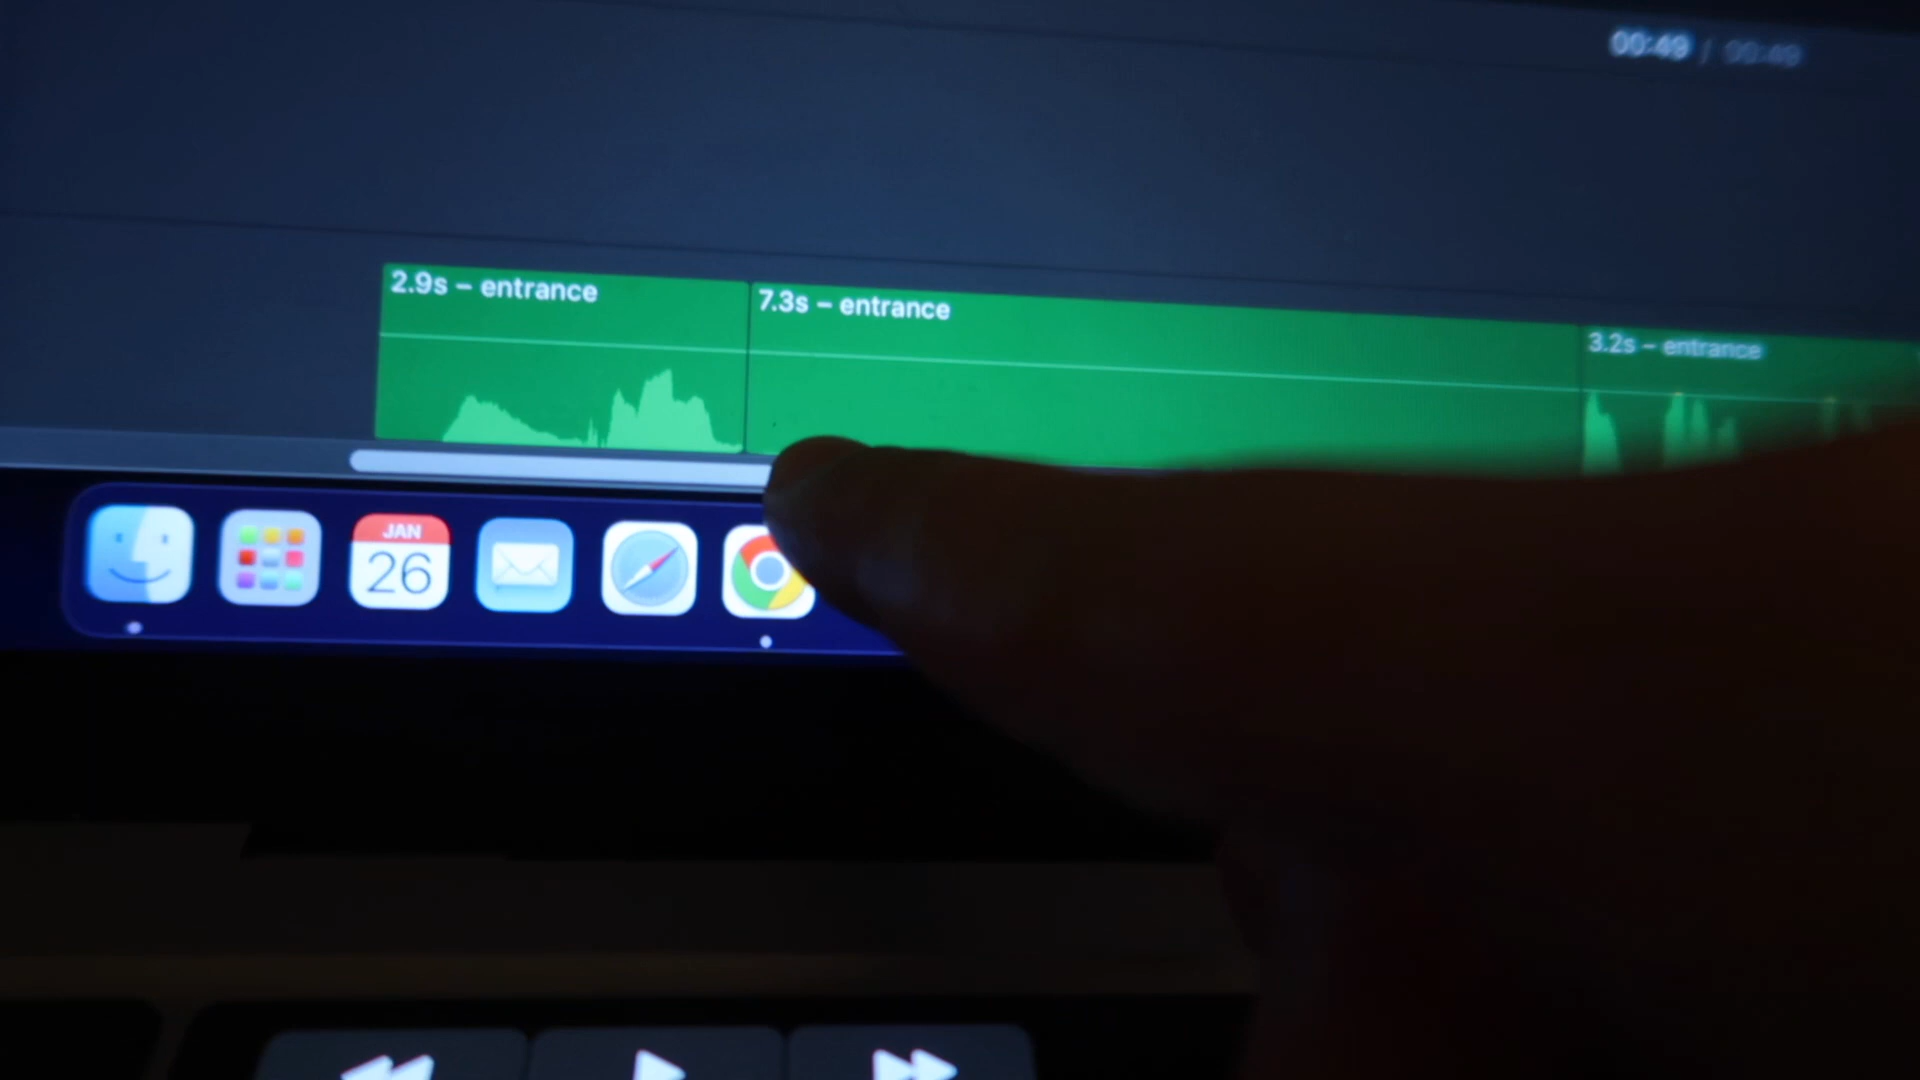 00:49 / 00:49
2.9s – entrance
7.3s – entrance
3.2s – entrance
JAN
26